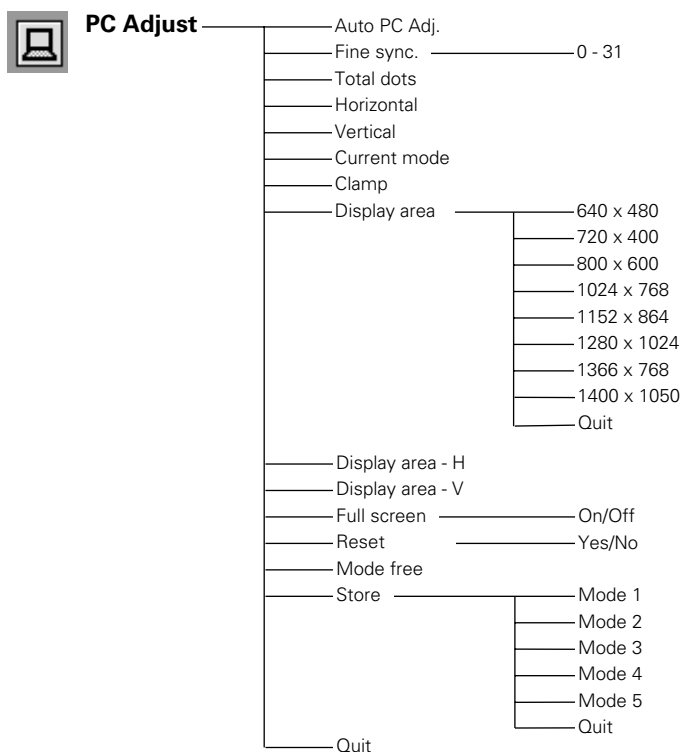 PC Adjust
Auto PC Adj.
Fine sync. 0 - 31
Total dots
Horizontal
Vertical
Current mode
Clamp
Display area 640 x 480
720 x 400
800 x 600
1024 x 768
1152 x 864
1280 x 1024
1366 x 768
1400 x 1050
Quit
Display area - H
Display area - V
Full screen On/Off
Reset Yes/No
Mode free
Store Mode 1
Mode 2
Mode 3
Mode 4
Mode 5
Quit
Quit